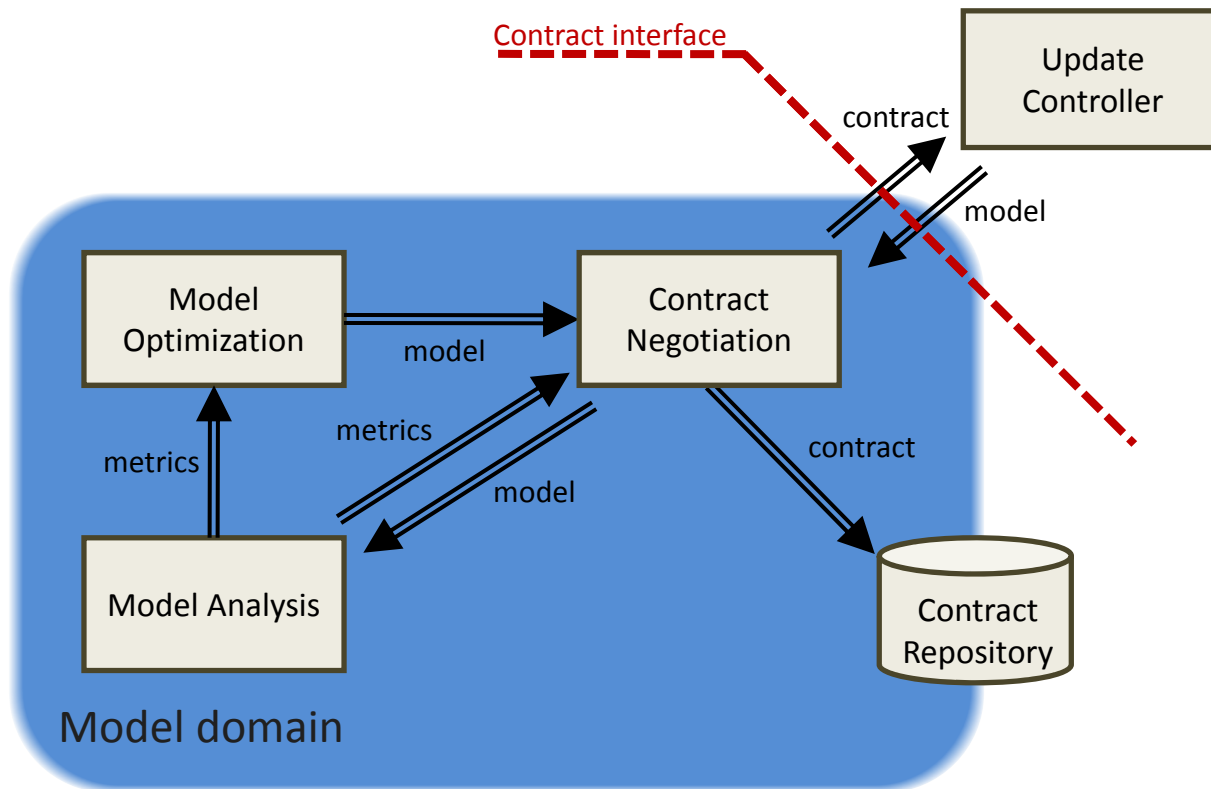 Contract interface
Update
Controller
contract
model
Model
Optimization
model
Contract
Negotiation
metrics
metrics
model
contract
Model Analysis
Contract
Repository
Model domain